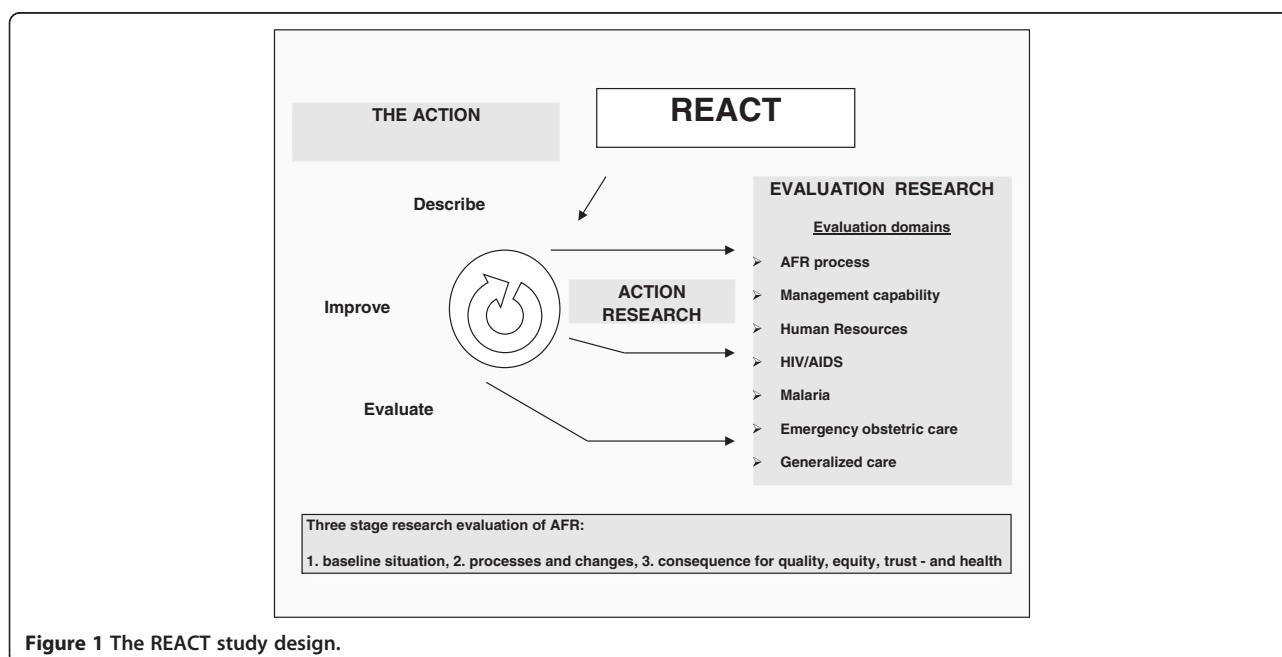 THE ACTION
REACT
Describe
Improve
Evaluate
ACTION
RESEARCH
EVALUATION RESEARCH
Evaluation domains
➢ AFR process
➢ Management capability
➢ Human Resources
➢ HIV/AIDS
➢ Malaria
➢ Emergency obstetric care
➢ Generalized care
Three stage research evaluation of AFR:
1. baseline situation, 2. processes and changes, 3. consequence for quality, equity, trust - and health
Figure 1 The REACT study design.